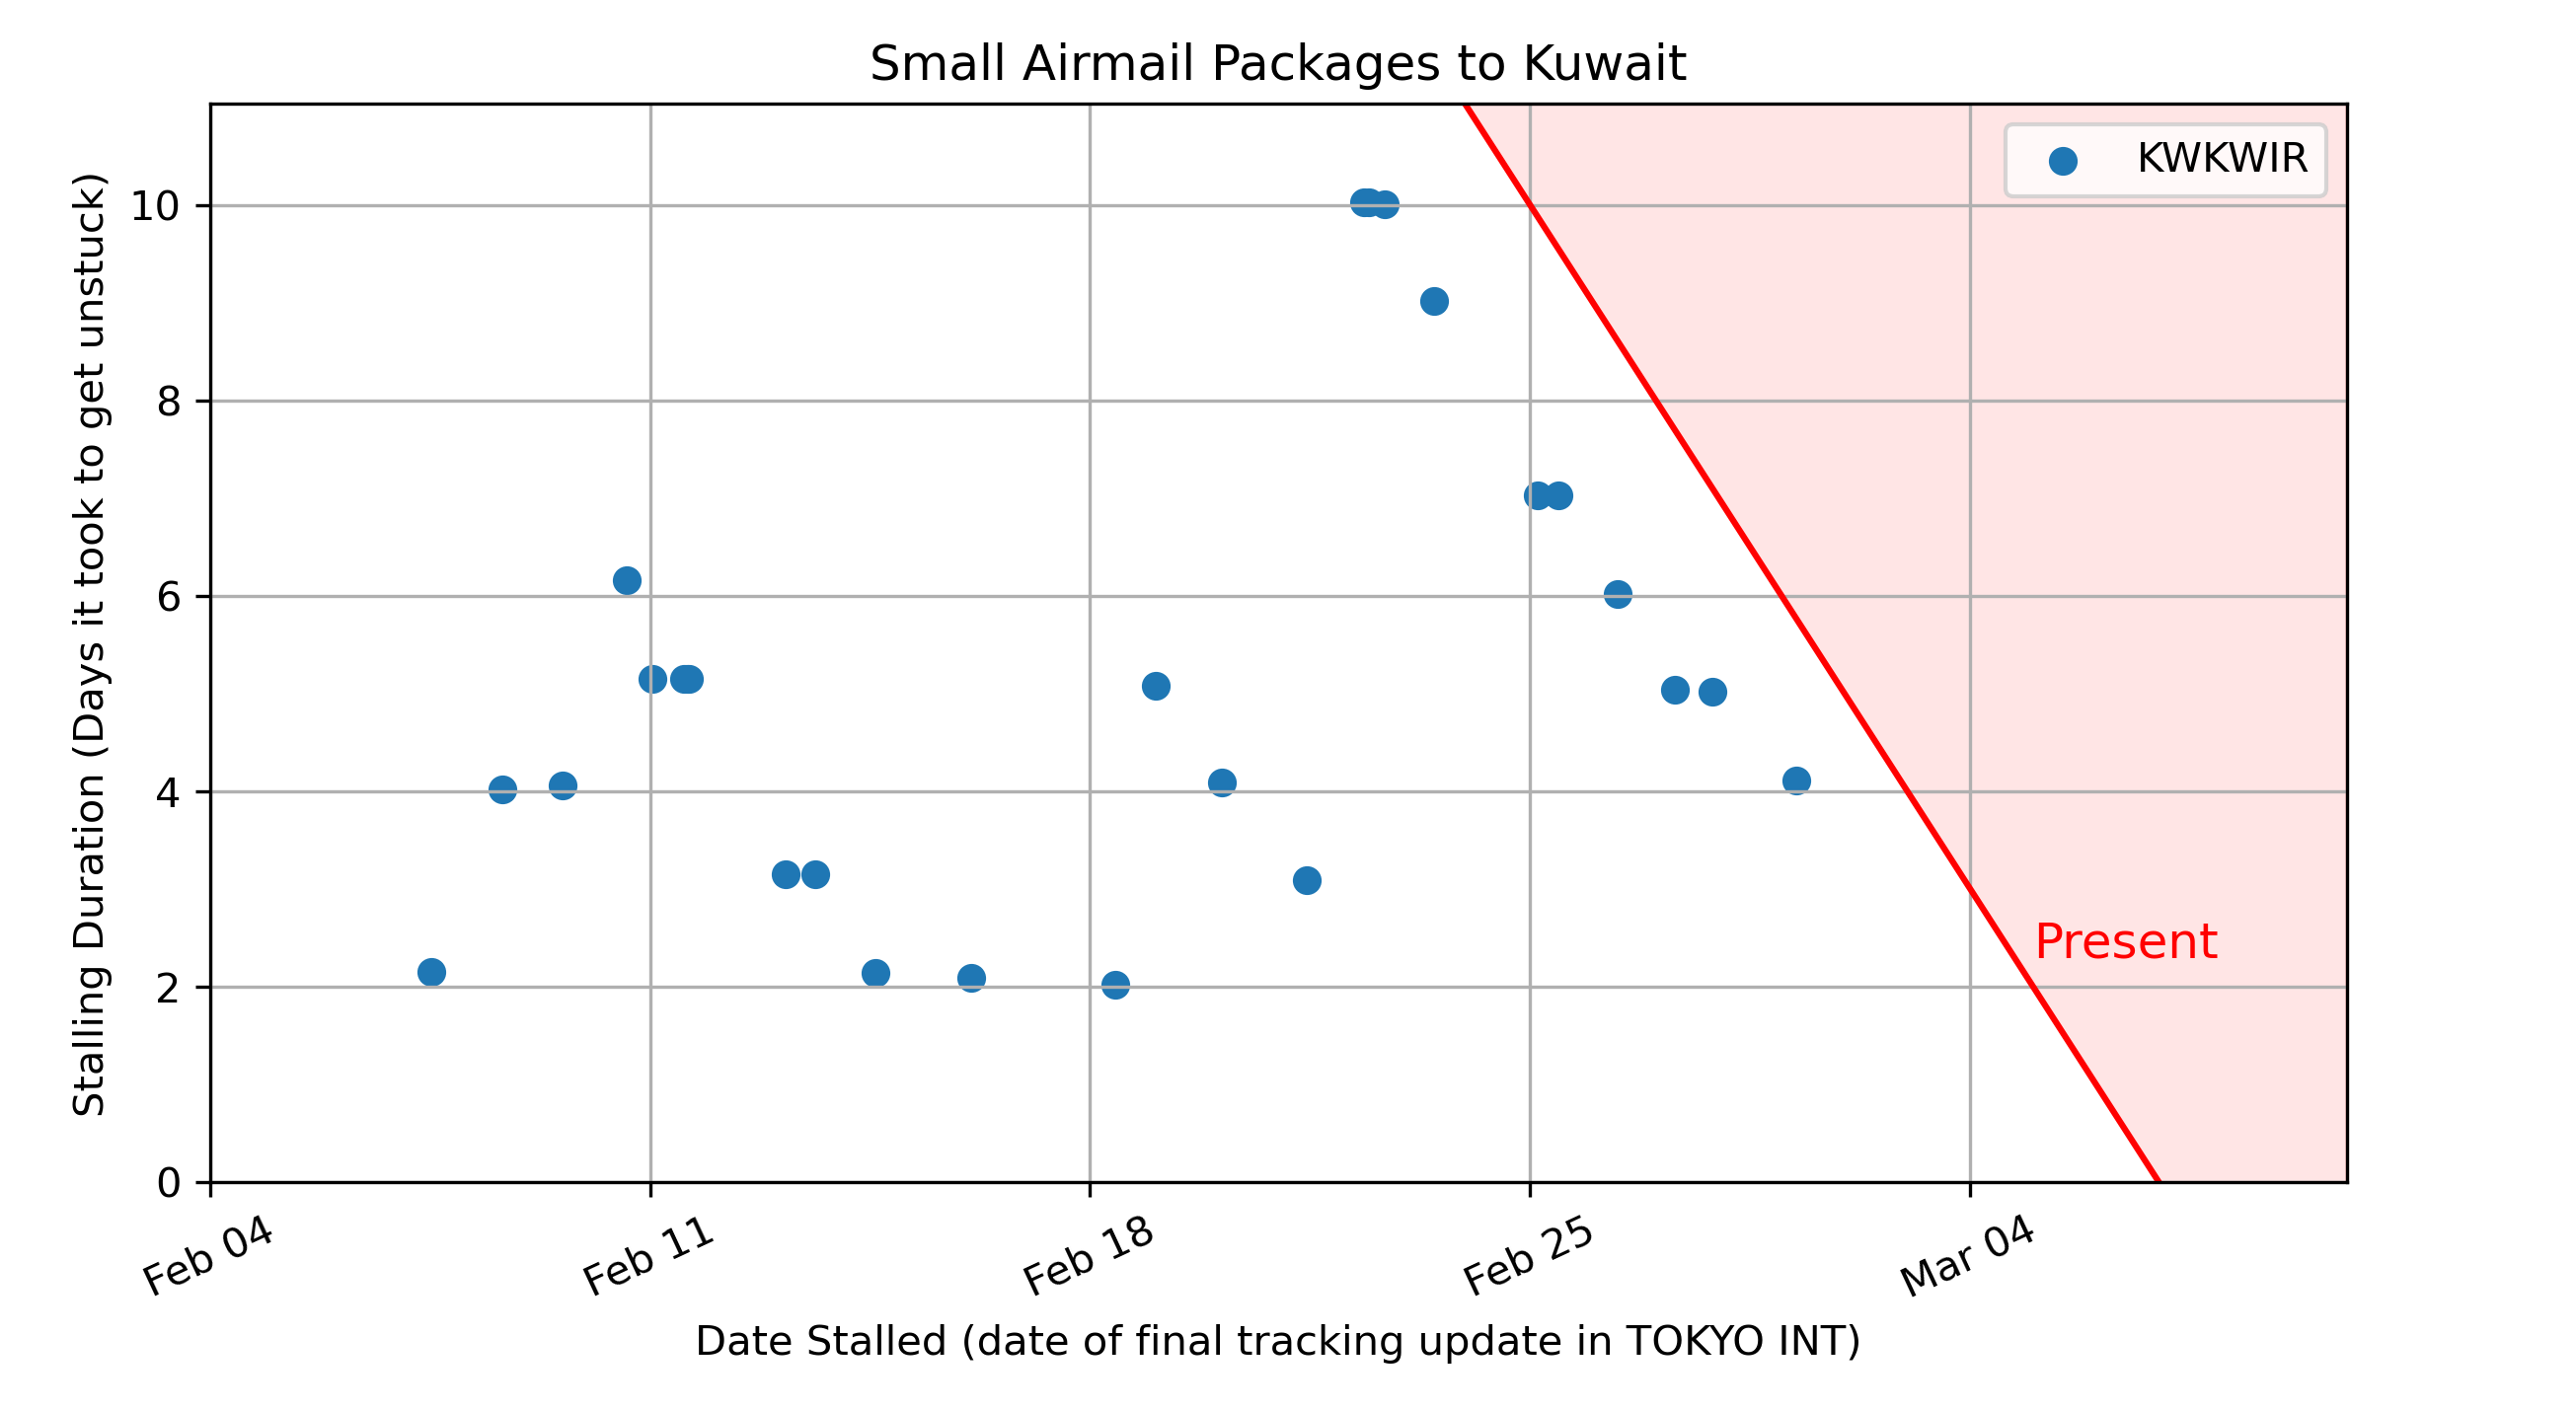 Small Airmail Packages to Kuwait
KWKWIR
Stalling Duration (Days it took to get unstuck)
10
8
6
4
2
0
Present
Feb 04
Feb 11
Feb 18
Feb 25
Mar 04
Date Stalled (date of final tracking update in TOKYO INT)